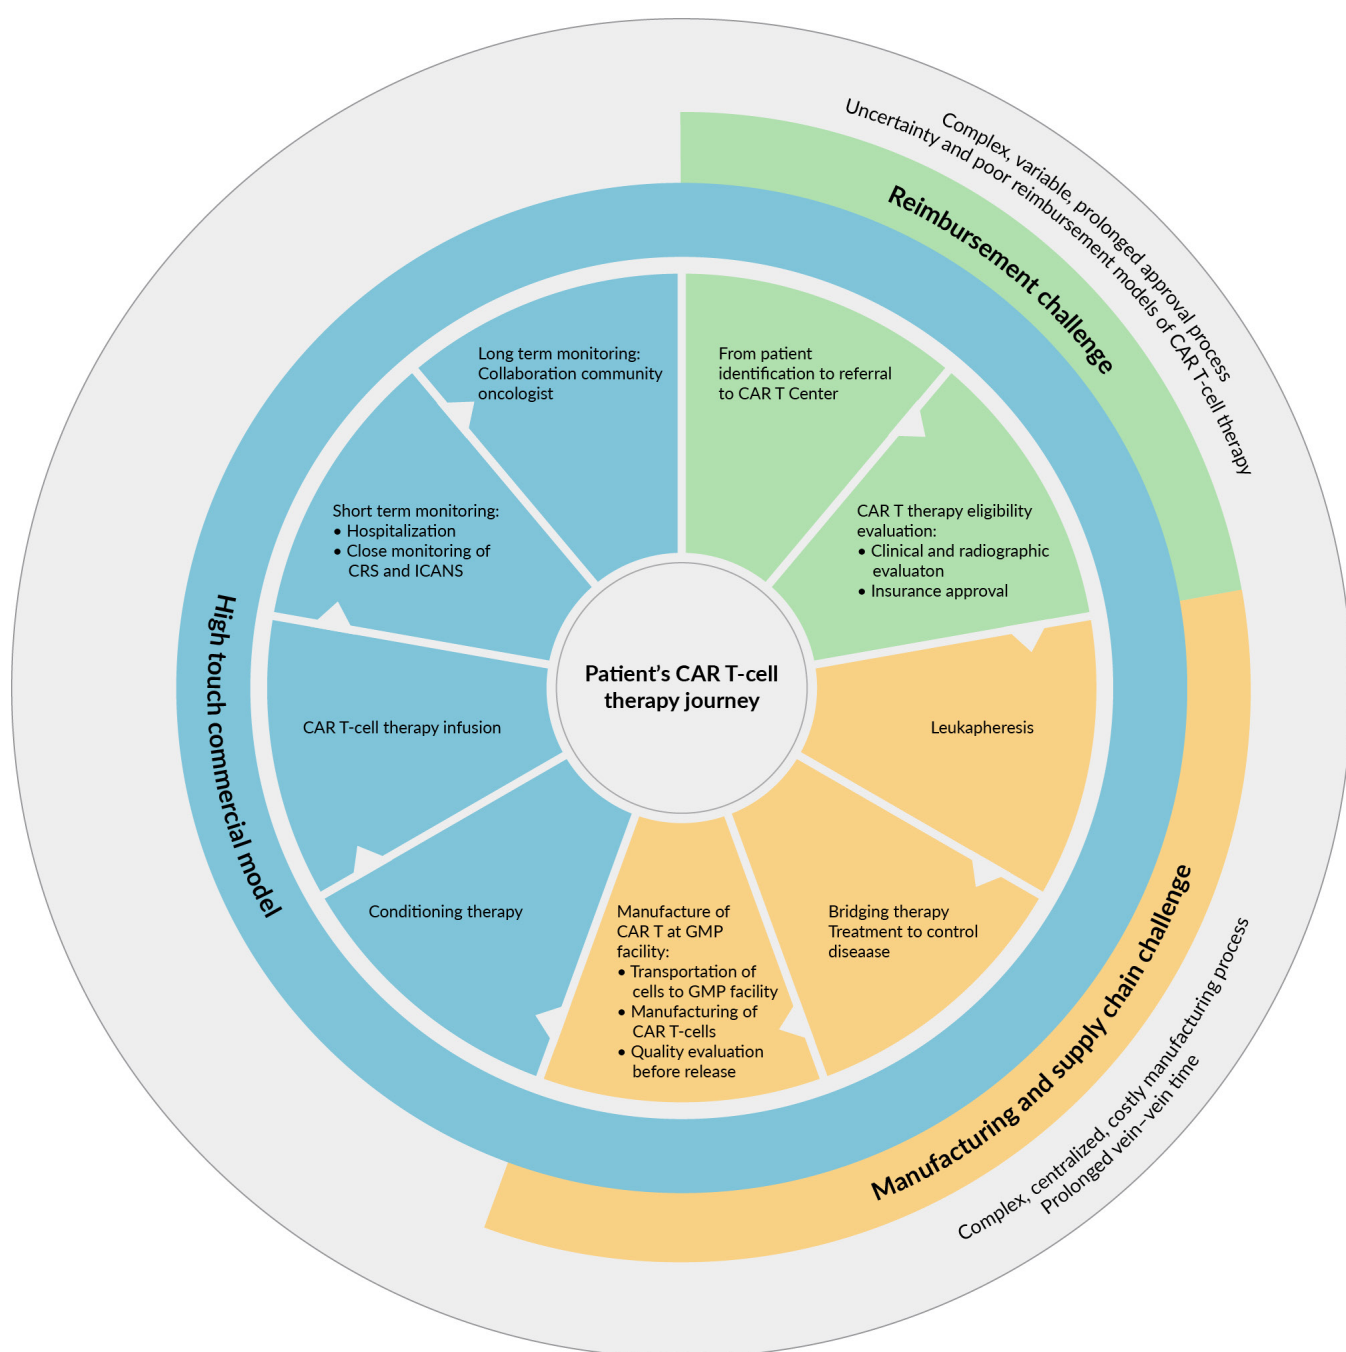 Patient’s CAR T-cell
therapy journey
From patient
identification to referral
to CAR T Center
CAR T therapy eligibility
evaluation:
• Clinical and radiographic
evaluaton
• Insurance approval
Leukapheresis
Bridging therapy
Treatment to control
diseaase
Manufacture of
CAR T at GMP
facility:
• Transportation of
cells to GMP facility
• Manufacturing of
CAR T-cells
• Quality evaluation
before release
Conditioning therapy
CAR T-cell therapy infusion
Short term monitoring:
• Hospitalization
• Close monitoring of
CRS and ICANS
Long term monitoring:
Collaboration community
oncologist
High touch commercial model
Reimbursement challenge
Complex, variable, prolonged approval process
Uncertainty and poor reimbursement models of CAR T-cell therapy
Manufacturing and supply chain challenge
Complex, centralized, costly manufacturing process
Prolonged vein–vein time